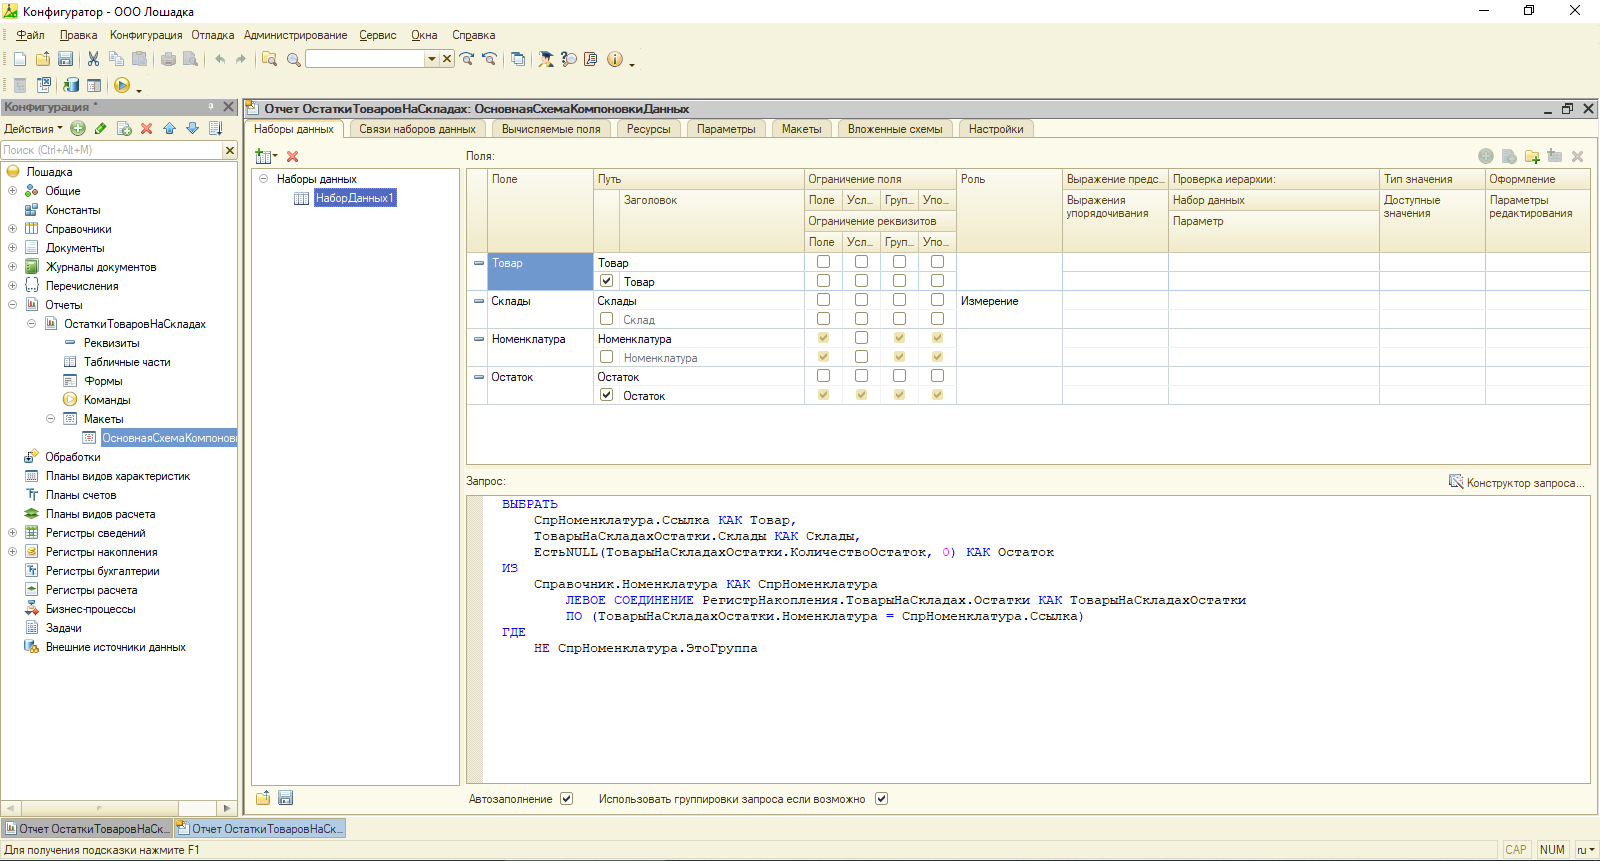 Конфигуратор - ООО Лошадка
Файл Правка Конфигурация Отладка Администрирование Сервис Окна Справка
Конфигурация *
Действия
Поиск (Ctrl+Alt+M)
Лошадка
Общие
Константы
Справочники
Документы
Журналы документов
Перечисления
Отчеты
ОстаткиТоваровНаСкладах
Реквизиты
Табличные части
Формы
Команды
Макеты
ОсновнаяСхемаКомпонов
Обработки
Планы видов характеристик
Планы счетов
Планы видов расчета
Регистры сведений
Регистры накопления
Регистры бухгалтерии
Регистры расчета
Бизнес-процессы
Задачи
Внешние источники данных
Отчет ОстаткиТоваровНаСкладах: ОсновнаяСхемаКомпоновкиДанных
Наборы данных Связи наборов данных Вычисляемые поля Ресурсы Параметры Макеты Вложенные схемы Настройки
Наборы данных
НаборДанных1
Поля:
Поле Путь Ограничение поля Роль Выражение предс... Проверка иерархии: Тип значения Оформление
Заголовок Поле Усл... Груп... Упо... Выражения упорядочивания Набор данных Доступные значения Параметры редактирования
Ограничение реквизитов Параметр
Поле Усл... Груп... Упо...
Товар Товар
Товар
Склады Склады Измерение
Склад
Номенклатура Номенклатура
Номенклатура
Остаток Остаток
Остаток
Запрос: Конструктор запроса...
ВЫБРАТЬ
СпрНоменклатура.Ссылка КАК Товар,
ТоварыНаСкладахОстатки.Склады КАК Склады,
ЕстьNULL(ТоварыНаСкладахОстатки.КоличествоОстаток, 0) КАК Остаток
ИЗ
Справочник.Номенклатура КАК СпрНоменклатура
ЛЕВОЕ СОЕДИНЕНИЕ РегистрНакопления.ТоварыНаСкладах.Остатки КАК ТоварыНаСкладахОстатки
ПО (ТоварыНаСкладахОстатки.Номенклатура = СпрНоменклатура.Ссылка)
ГДЕ
НЕ СпрНоменклатура.ЭтоГруппа
Автозаполнение Использовать группировки запроса если возможно
Отчет ОстаткиТоваровНаСк... Отчет ОстаткиТоваровНаСк...
Для получения подсказки нажмите F1 CAP NUM ru